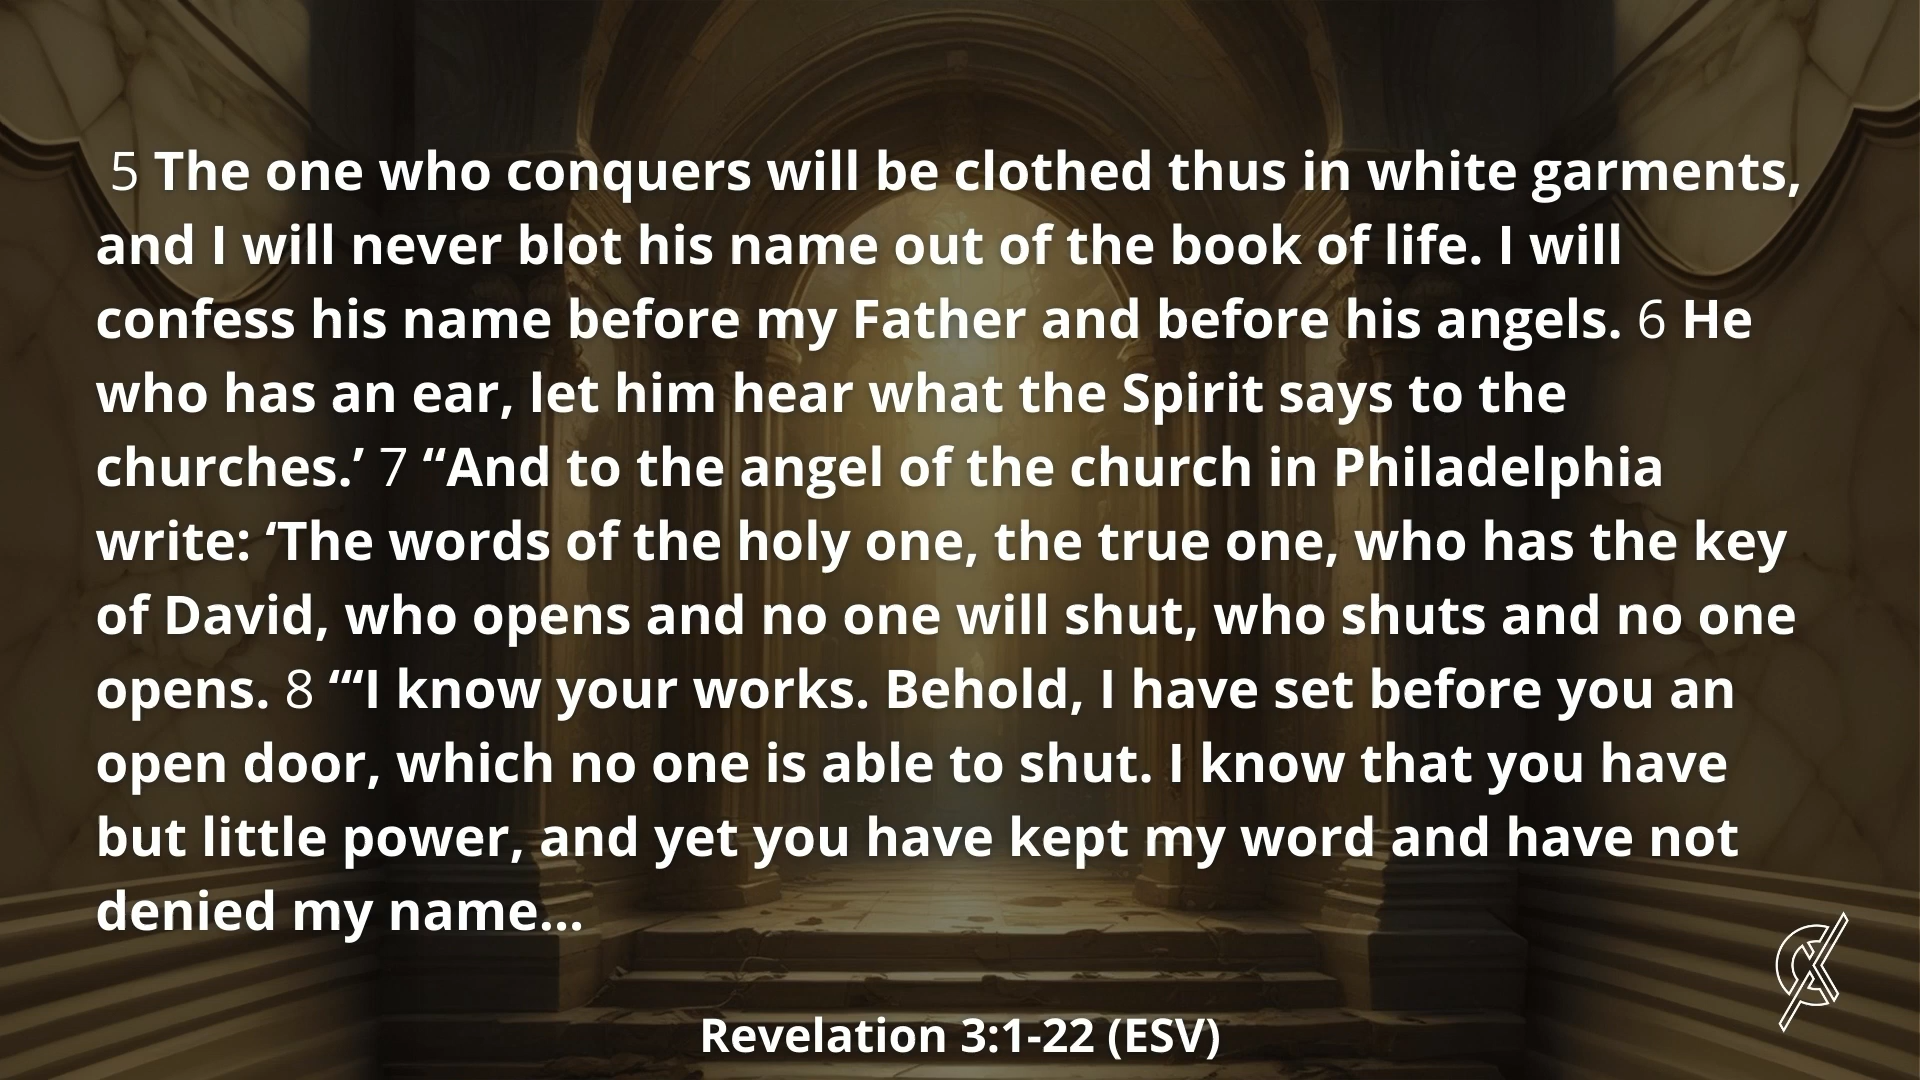 5 The one who conquers will be clothed thus in white garments,
and I will never blot his name out of the book of life. I will
confess his name before my Father and before his angels. 6 He
who has an ear, let him hear what the Spirit says to the
churches.’ 7 “And to the angel of the church in Philadelphia
write: ‘The words of the holy one, the true one, who has the key
of David, who opens and no one will shut, who shuts and no one
opens. 8 “‘I know your works. Behold, I have set before you an
open door, which no one is able to shut. I know that you have
but little power, and yet you have kept my word and have not
denied my name…
Revelation 3:1-22 (ESV)